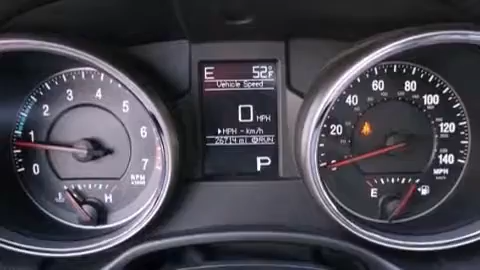 E 52°F
Vehicle Speed
0 MPH
▶MPH - km/h
RUN
P
0 1 2 3 4 5 6 7
RPM
H
20 40 60 80 100 120 140
MPH
E